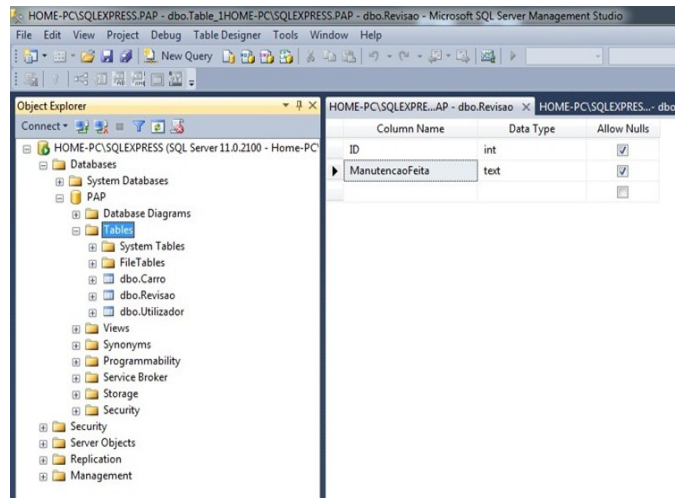 HOME-PC\SQLEXPRESS.PAP - dbo.Table_1HOME-PC\SQLEXPRESS.PAP - dbo.Revisao - Microsoft SQL Server Management Studio
File Edit View Project Debug Table Designer Tools Window Help
New Query
Object Explorer
Connect
HOME-PC\SQLEXPRESS (SQL Server 11.0.2100 - Home-PC\
Databases
System Databases
PAP
Database Diagrams
Tables
System Tables
FileTables
dbo.Carro
dbo.Revisao
dbo.Utilizador
Views
Synonyms
Programmability
Service Broker
Storage
Security
Security
Server Objects
Replication
Management
HOME-PC\SQLEXPRE...AP - dbo.Revisao HOME-PC\SQLEXPRES...- dbo
Column Name Data Type Allow Nulls
ID int
ManutencaoFeita text